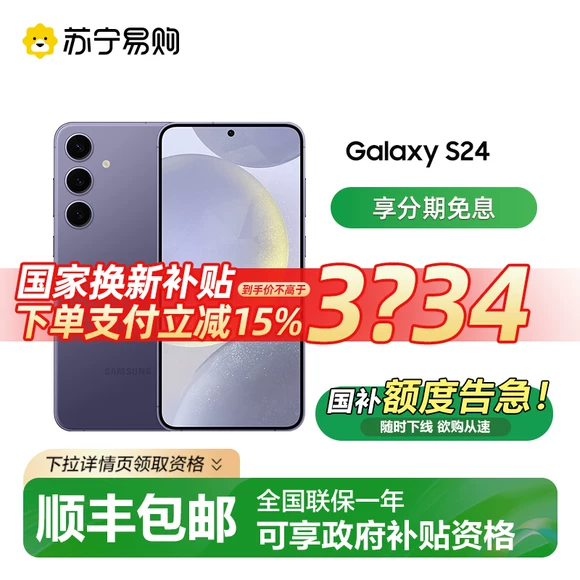 苏宁易购
Galaxy S24
享分期免息
国家换新补贴
下单支付立减15%
到手价不高于
3?34
SAMSUNG
国补额度告急!
随时下线 欲购从速
下拉详情页领取资格
顺丰包邮
全国联保一年
可享政府补贴资格